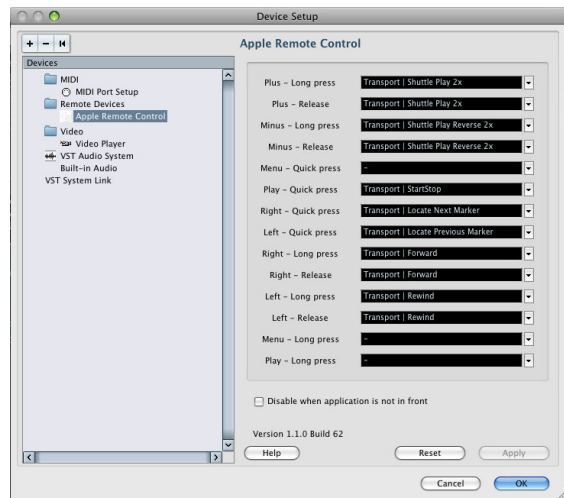 Device Setup
Apple Remote Control
Devices
MIDI
MIDI Port Setup
Remote Devices
Apple Remote Control
Video
Video Player
VST Audio System
Built-in Audio
VST System Link
Plus – Long press Transport | Shuttle Play 2x
Plus – Release Transport | Shuttle Play 2x
Minus – Long press Transport | Shuttle Play Reverse 2x
Minus – Release Transport | Shuttle Play Reverse 2x
Menu – Quick press –
Play – Quick press Transport | StartStop
Right – Quick press Transport | Locate Next Marker
Left – Quick press Transport | Locate Previous Marker
Right – Long press Transport | Forward
Right – Release Transport | Forward
Left – Long press Transport | Rewind
Left – Release Transport | Rewind
Menu – Long press –
Play – Long press –
Disable when application is not in front
Version 1.1.0 Build 62
Help Reset Apply
Cancel OK